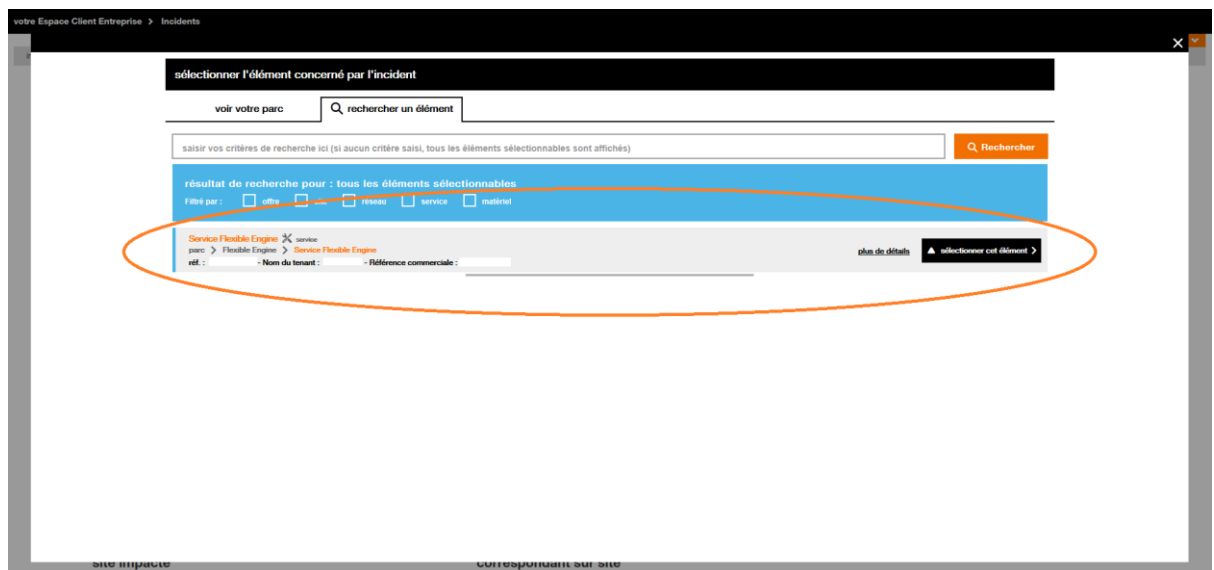 votre Espace Client Entreprise > Incidents
sélectionner l'élément concerné par l'incident
voir votre parc rechercher un élément
saisir vos critères de recherche ici (si aucun critère saisi, tous les éléments sélectionnables sont affichés) Rechercher
résultat de recherche pour : tous les éléments sélectionnables
Filtré par : offre site réseau service matériel
Service Flexible Engine service
parc > Flexible Engine > Service Flexible Engine
plus de détails sélectionner cet élément >
réf. : - Nom du tenant : - Référence commerciale :
site impacté correspondant sur site